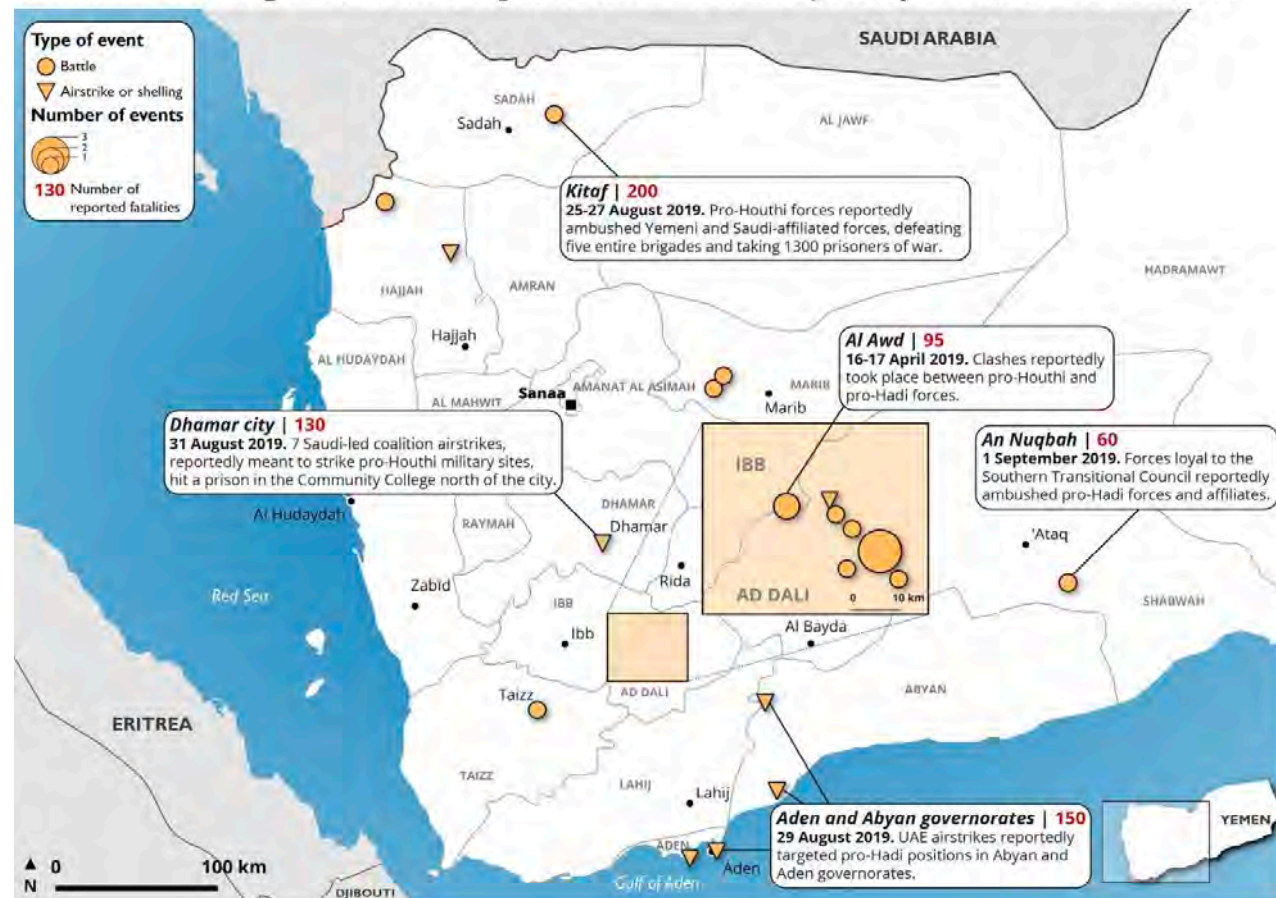 Type of event
Battle
Airstrike or shelling
Number of events
3
2
1
130 Number of
reported fatalities
SAUDI ARABIA
SADAH
Sadah
AL JAWF
Kitaf | 200
25-27 August 2019. Pro-Houthi forces reportedly
ambushed Yemeni and Saudi-affiliated forces, defeating
five entire brigades and taking 1300 prisoners of war.
HADRAMAWT
HAJJAH
AMRAN
Hajjah
AL HUDAYDAH
Al Awd | 95
16-17 April 2019. Clashes reportedly
took place between pro-Houthi and
pro-Hadi forces.
AL MAHWIT
Sanaa
AMANAT AL ASIMAH
MARIB
Marib
Dhamar city | 130
31 August 2019. 7 Saudi-led coalition airstrikes,
reportedly meant to strike pro-Houthi military sites,
hit a prison in the Community College north of the city.
An Nuqbah | 60
1 September 2019. Forces loyal to the
Southern Transitional Council reportedly
ambushed pro-Hadi forces and affiliates.
IBB
AD DALI
0 10 km
Al Hudaydah
RAYMAH
DHAMAR
Dhamar
'Ataq
Rida
Zabid
Red Sea
IBB
Ibb
Al Bayda
SHABWAH
AD DALI
Taizz
ABYAN
ERITREA
TAIZZ
LAHIJ
Lahij
Aden and Abyan governorates | 150
29 August 2019. UAE airstrikes reportedly
targeted pro-Hadi positions in Abyan and
Aden governorates.
YEMEN
ADEN
Aden
Gulf of Aden
0 100 km
N
DJIBOUTI